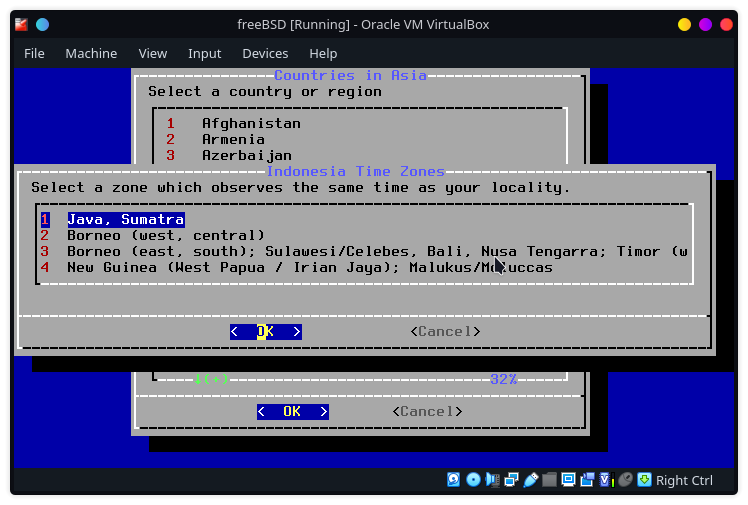 freeBSD [Running] - Oracle VM VirtualBox
File Machine View Input Devices Help
Countries in Asia
Select a country or region
1 Afghanistan
2 Armenia
3 Azerbaijan
Indonesia Time Zones
Select a zone which observes the same time as your locality.
1 Java, Sumatra
2 Borneo (west, central)
3 Borneo (east, south); Sulawesi/Celebes, Bali, Nusa Tengarra; Timor (w
4 New Guinea (West Papua / Irian Jaya); Malukus/Moluccas
< OK > <Cancel>
↓(+) 32%
< OK > <Cancel>
Right Ctrl